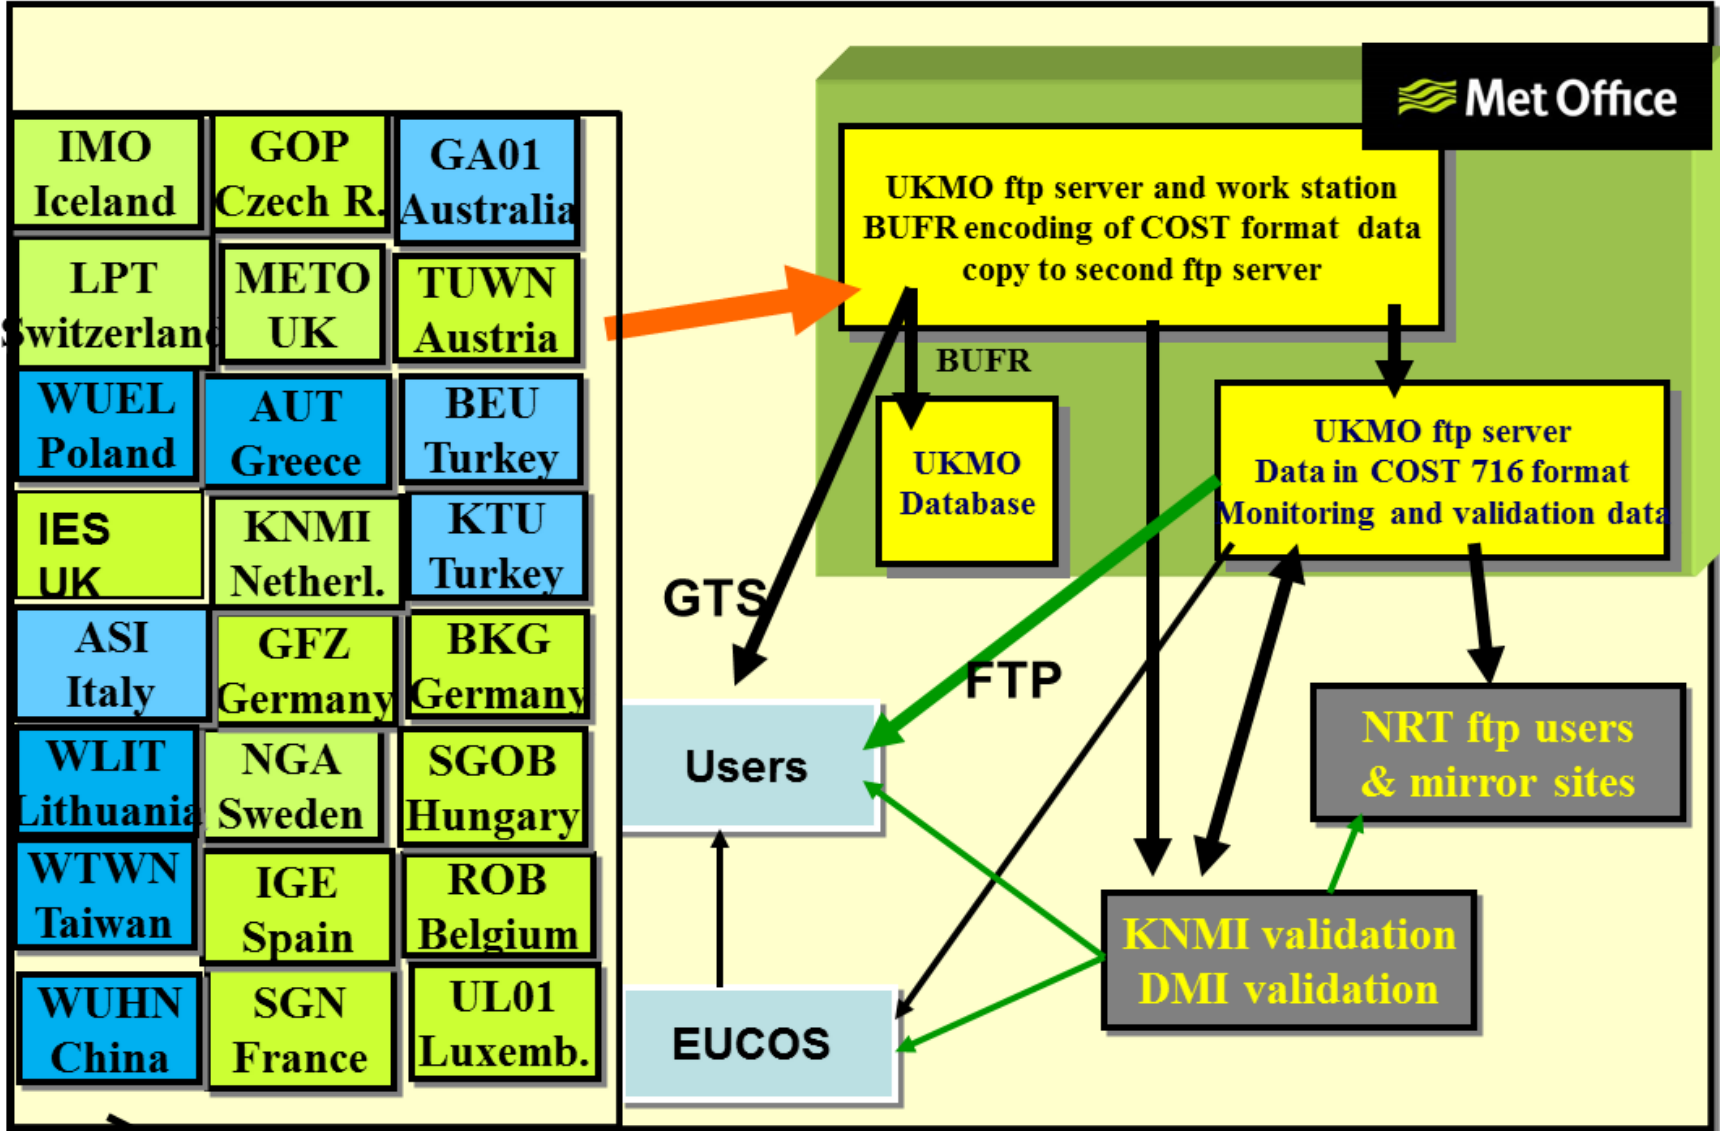 Met Office
IMO
Iceland
GOP
Czech R.
GA01
Australia
LPT
Switzerland
METO
UK
TUWN
Austria
WUEL
Poland
AUT
Greece
BEU
Turkey
IES
UK
KNMI
Netherl.
KTU
Turkey
ASI
Italy
GFZ
Germany
BKG
Germany
WLIT
Lithuania
NGA
Sweden
SGOB
Hungary
WTWN
Taiwan
IGE
Spain
ROB
Belgium
WUHN
China
SGN
France
UL01
Luxemb.
UKMO ftp server and work station
BUFR encoding of COST format data
copy to second ftp server
BUFR
UKMO
Database
UKMO ftp server
Data in COST 716 format
Monitoring and validation data
GTS
FTP
Users
NRT ftp users
& mirror sites
KNMI validation
DMI validation
EUCOS